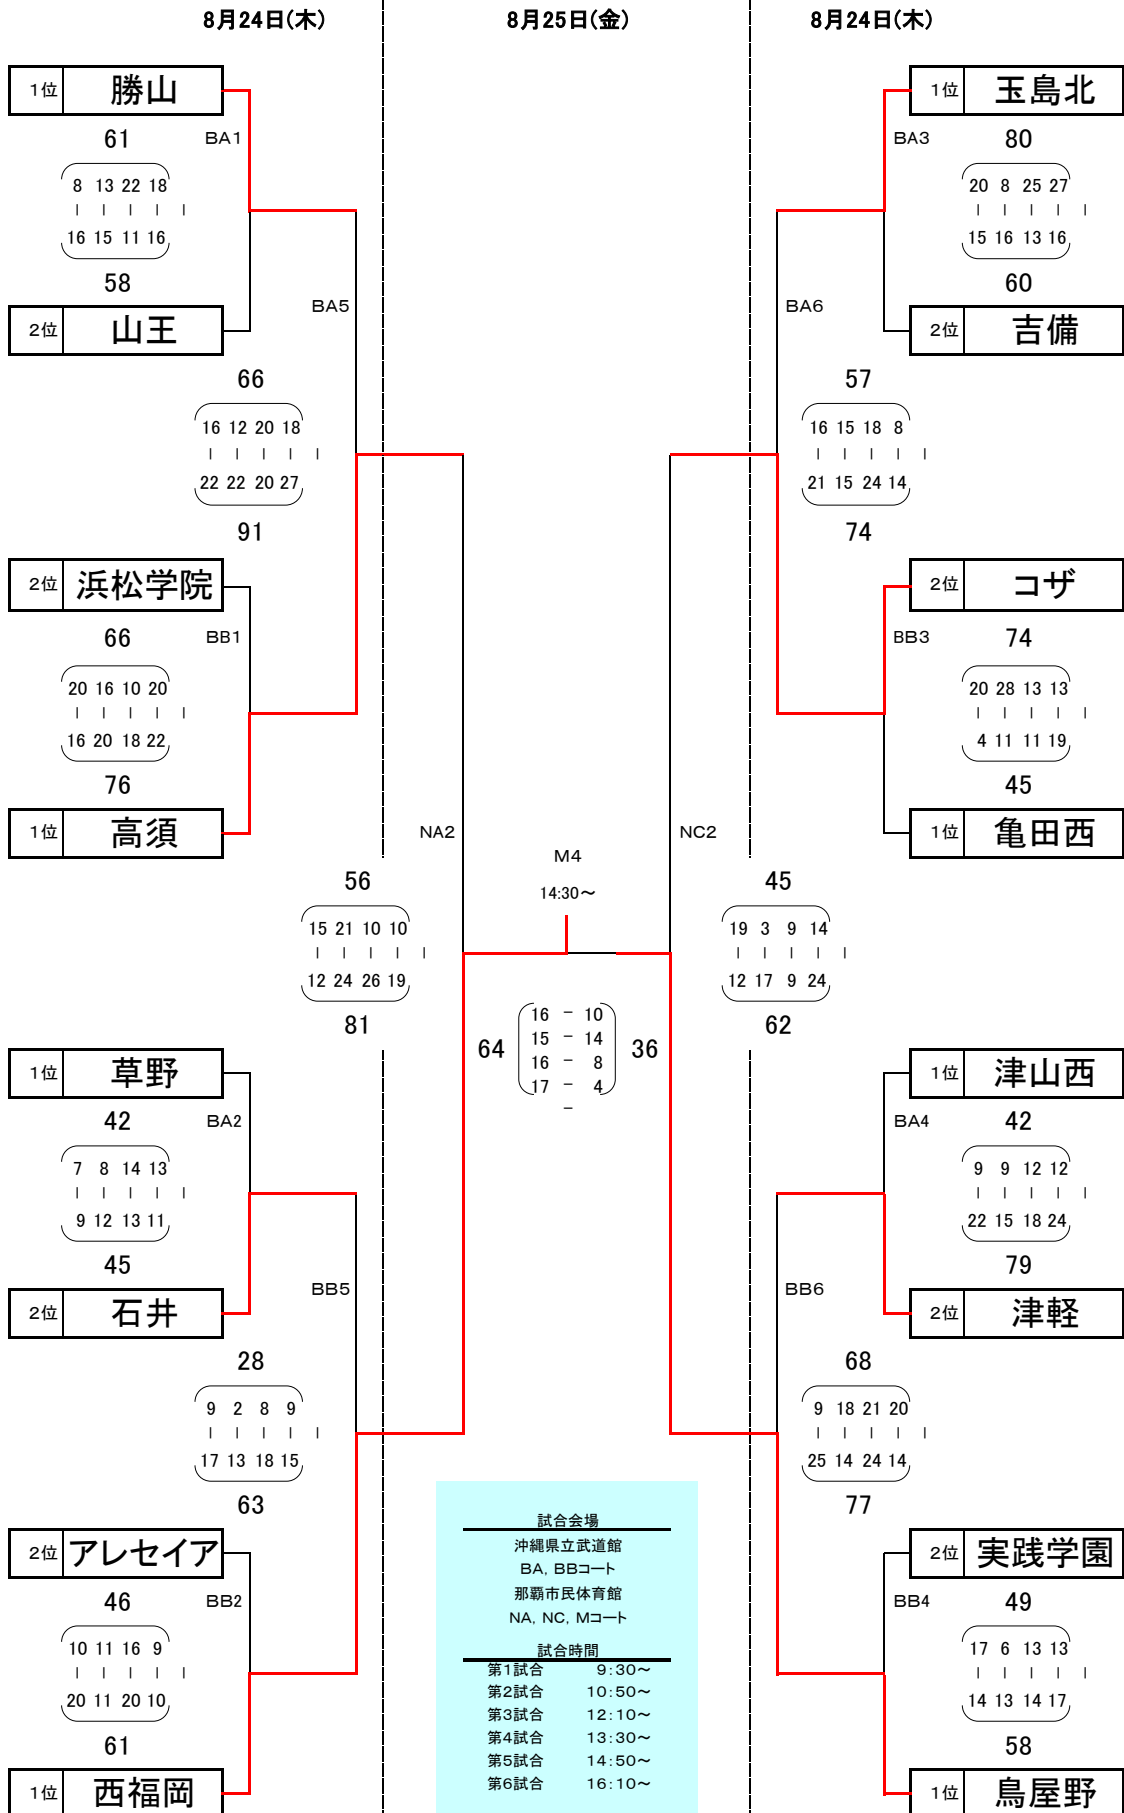 8月24日(木)
8月25日(金)
8月24日(木)
1位 勝山
61
BA1
8 13 22 18
16 15 11 16
58
2位 山王
BA5
66
16 12 20 18
22 22 20 27
91
2位 浜松学院
66
BB1
20 16 10 20
16 20 18 22
76
1位 高須
NA2
56
15 21 10 10
12 24 26 19
81
1位 草野
42
BA2
7 8 14 13
9 12 13 11
45
2位 石井
BB5
28
9 2 8 9
17 13 18 15
63
2位 アレセイア
46
BB2
10 11 16 9
20 11 20 10
61
1位 西福岡
M4
14:30～
64
16 - 10
15 - 14
16 - 8
17 - 4
-
36
1位 玉島北
BA3
80
20 8 25 27
15 16 13 16
60
2位 吉備
BA6
57
16 15 18 8
21 15 24 14
74
2位 コザ
BB3
74
20 28 13 13
4 11 11 19
45
1位 亀田西
NC2
45
19 3 9 14
12 17 9 24
62
1位 津山西
BA4
42
9 9 12 12
22 15 18 24
79
2位 津軽
BB6
68
9 18 21 20
25 14 24 14
77
2位 実践学園
BB4
49
17 6 13 13
14 13 14 17
58
1位 鳥屋野
試合会場
沖縄県立武道館
BA, BBコート
那覇市民体育館
NA, NC, Mコート
試合時間
第1試合 9:30～
第2試合 10:50～
第3試合 12:10～
第4試合 13:30～
第5試合 14:50～
第6試合 16:10～